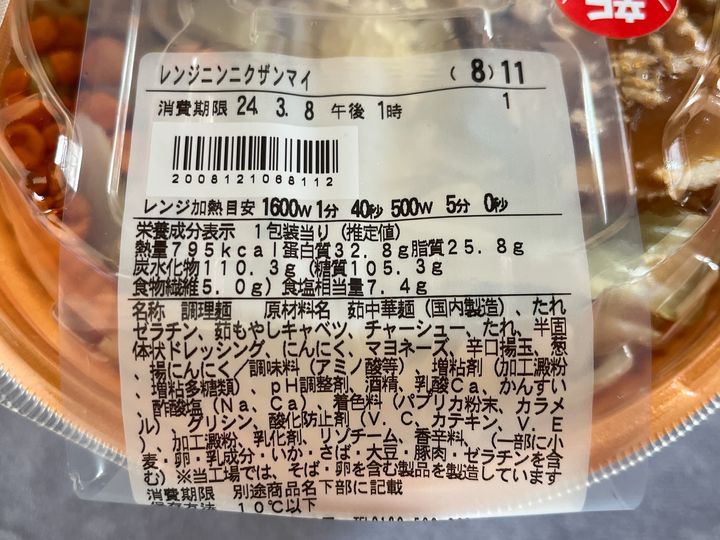 新
レンジニンニクザンマイ (8)11
消費期限 24. 3. 8 午後 1時 1
2008121068112
レンジ加熱目安 1600W 1分 40秒 500W 5分 0秒
栄養成分表示 1包装当り(推定値)
熱量795kcal蛋白質32.8g脂質25.8g
炭水化物110.3g(糖質105.3g
食物繊維5.0g)食塩相当量7.4g
名称 調理麺 原材料名 茹中華麺(国内製造)、たれ
ゼラチン、茹もやしキャベツ、チャーシュー、たれ、半固
体状ドレッシング、にんにく、マヨネーズ、辛口揚玉、葱
、揚にんにく/調味料(アミノ酸等)、増粘剤(加工澱粉
、増粘多糖類)、pH調整剤、酒精、乳酸Ca、かんすい
、酢酸塩(Na、Ca)、着色料(パプリカ粉末、カラメ
ル)、グリシン、酸化防止剤(V.C、カテキン、V.E
)、加工澱粉、乳化剤、リゾチーム、香辛料、(一部に小
麦・卵・乳成分・いか・さば・大豆・豚肉・ゼラチンを含
む)※当工場では、そば・卵を含む製品を製造しています
消費期限 別途商品名下部に記載
保存方法 10℃以下